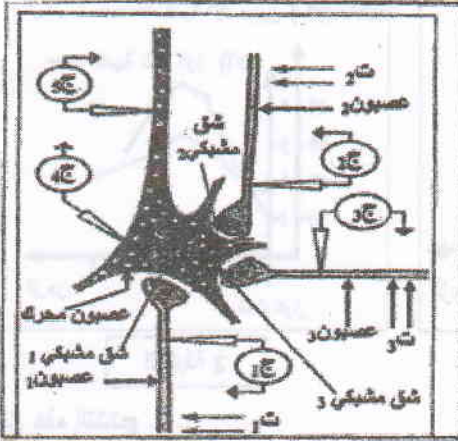 ج5
ت2
عصبون2
شق
مشبكي2
ج2
ج4
ج3
عصبون محرك
شق مشبكي 1
عصبون1
ج1
عصبون3
ت3
شق مشبكي 3
ت1